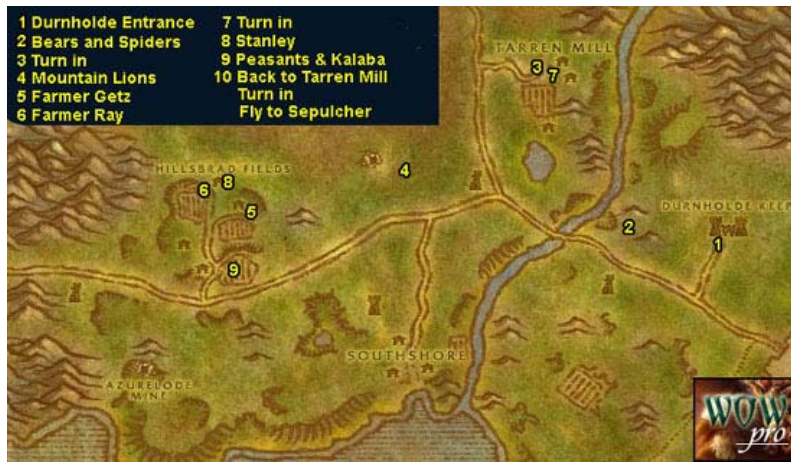 1 Durnholde Entrance
2 Bears and Spiders
3 Turn in
4 Mountain Lions
5 Farmer Getz
6 Farmer Ray
7 Turn in
8 Stanley
9 Peasants & Kalaba
10 Back to Tarren Mill
Turn in
Fly to Sepulcher
TARREN MILL
3
7
4
HILLSBRAD FIELDS
8
6
5
DURNHOLDE KEEP
2
1
9
SOUTHSHORE
AZURELODE
MINE
WOW
pro